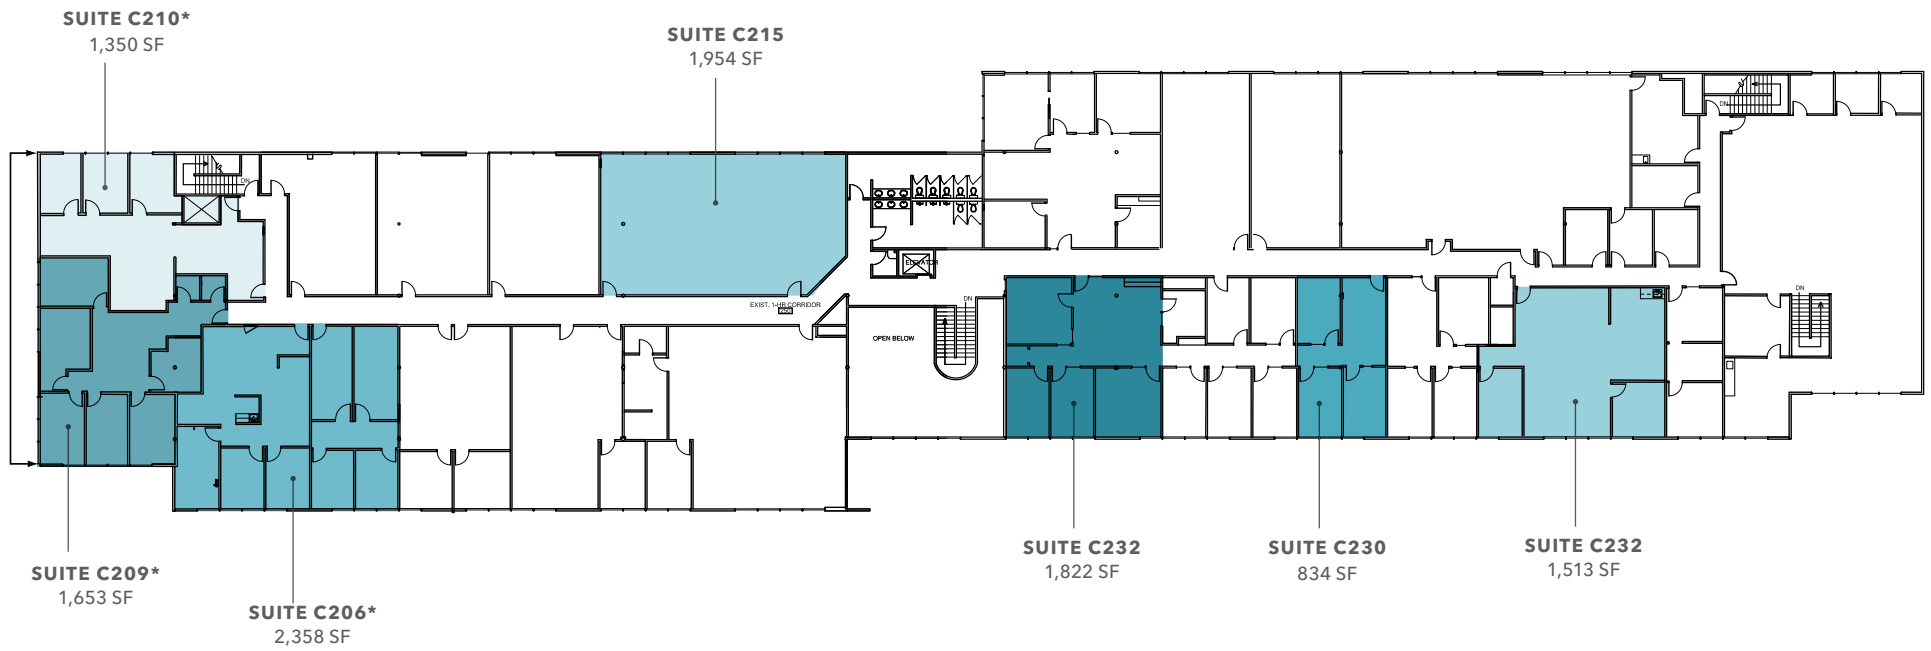 SUITE C210*
1,350 SF
SUITE C215
1,954 SF
DN
DN
ELEVATOR
EXIST. 1-HR CORRIDOR
250
DN
DN
OPEN BELOW
SUITE C232
1,822 SF
SUITE C230
834 SF
SUITE C232
1,513 SF
SUITE C209*
1,653 SF
SUITE C206*
2,358 SF